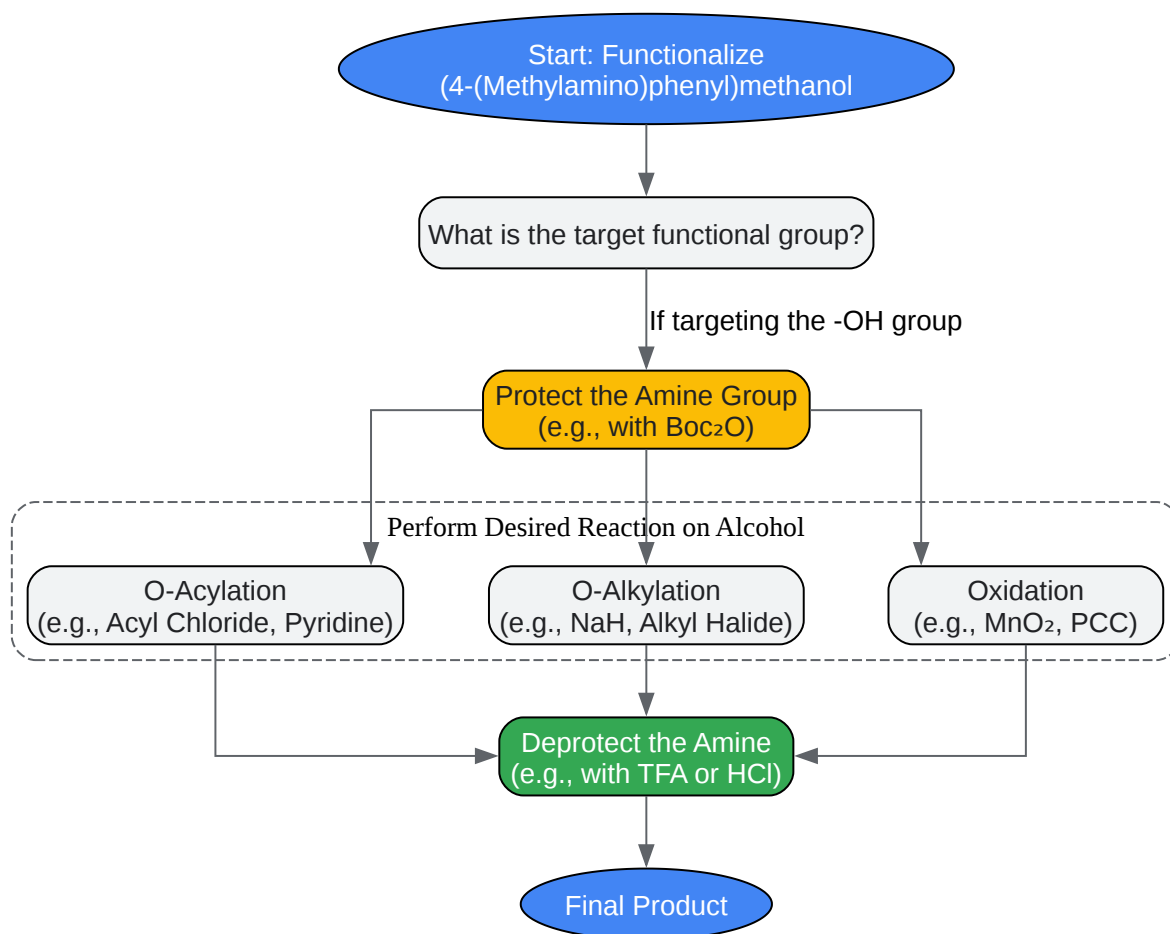 Start: Functionalize
(4-(Methylamino)phenyl)methanol
What is the target functional group?
If targeting the -OH group
Protect the Amine Group
(e.g., with Boc₂O)
Perform Desired Reaction on Alcohol
O-Acylation
(e.g., Acyl Chloride, Pyridine)
O-Alkylation
(e.g., NaH, Alkyl Halide)
Oxidation
(e.g., MnO₂, PCC)
Deprotect the Amine
(e.g., with TFA or HCl)
Final Product